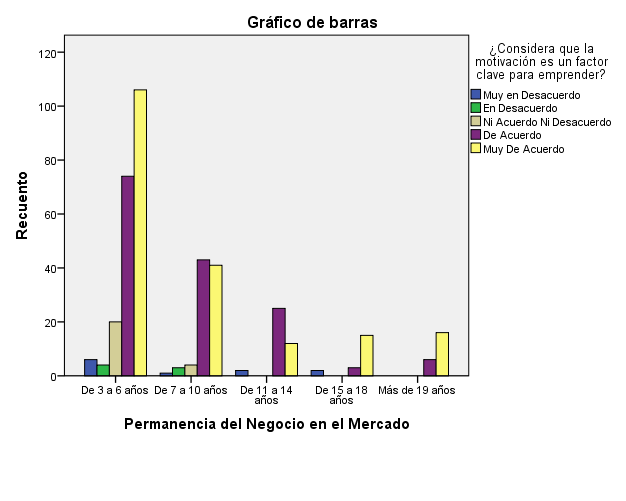 Gráfico de barras
¿Considera que la
motivación es un factor
clave para emprender?
Muy en Desacuerdo
En Desacuerdo
Ni Acuerdo Ni Desacuerdo
De Acuerdo
Muy De Acuerdo
Recuento
120
100
80
60
40
20
0
De 3 a 6 años
De 7 a 10 años
De 11 a 14
años
De 15 a 18
años
Más de 19 años
Permanencia del Negocio en el Mercado